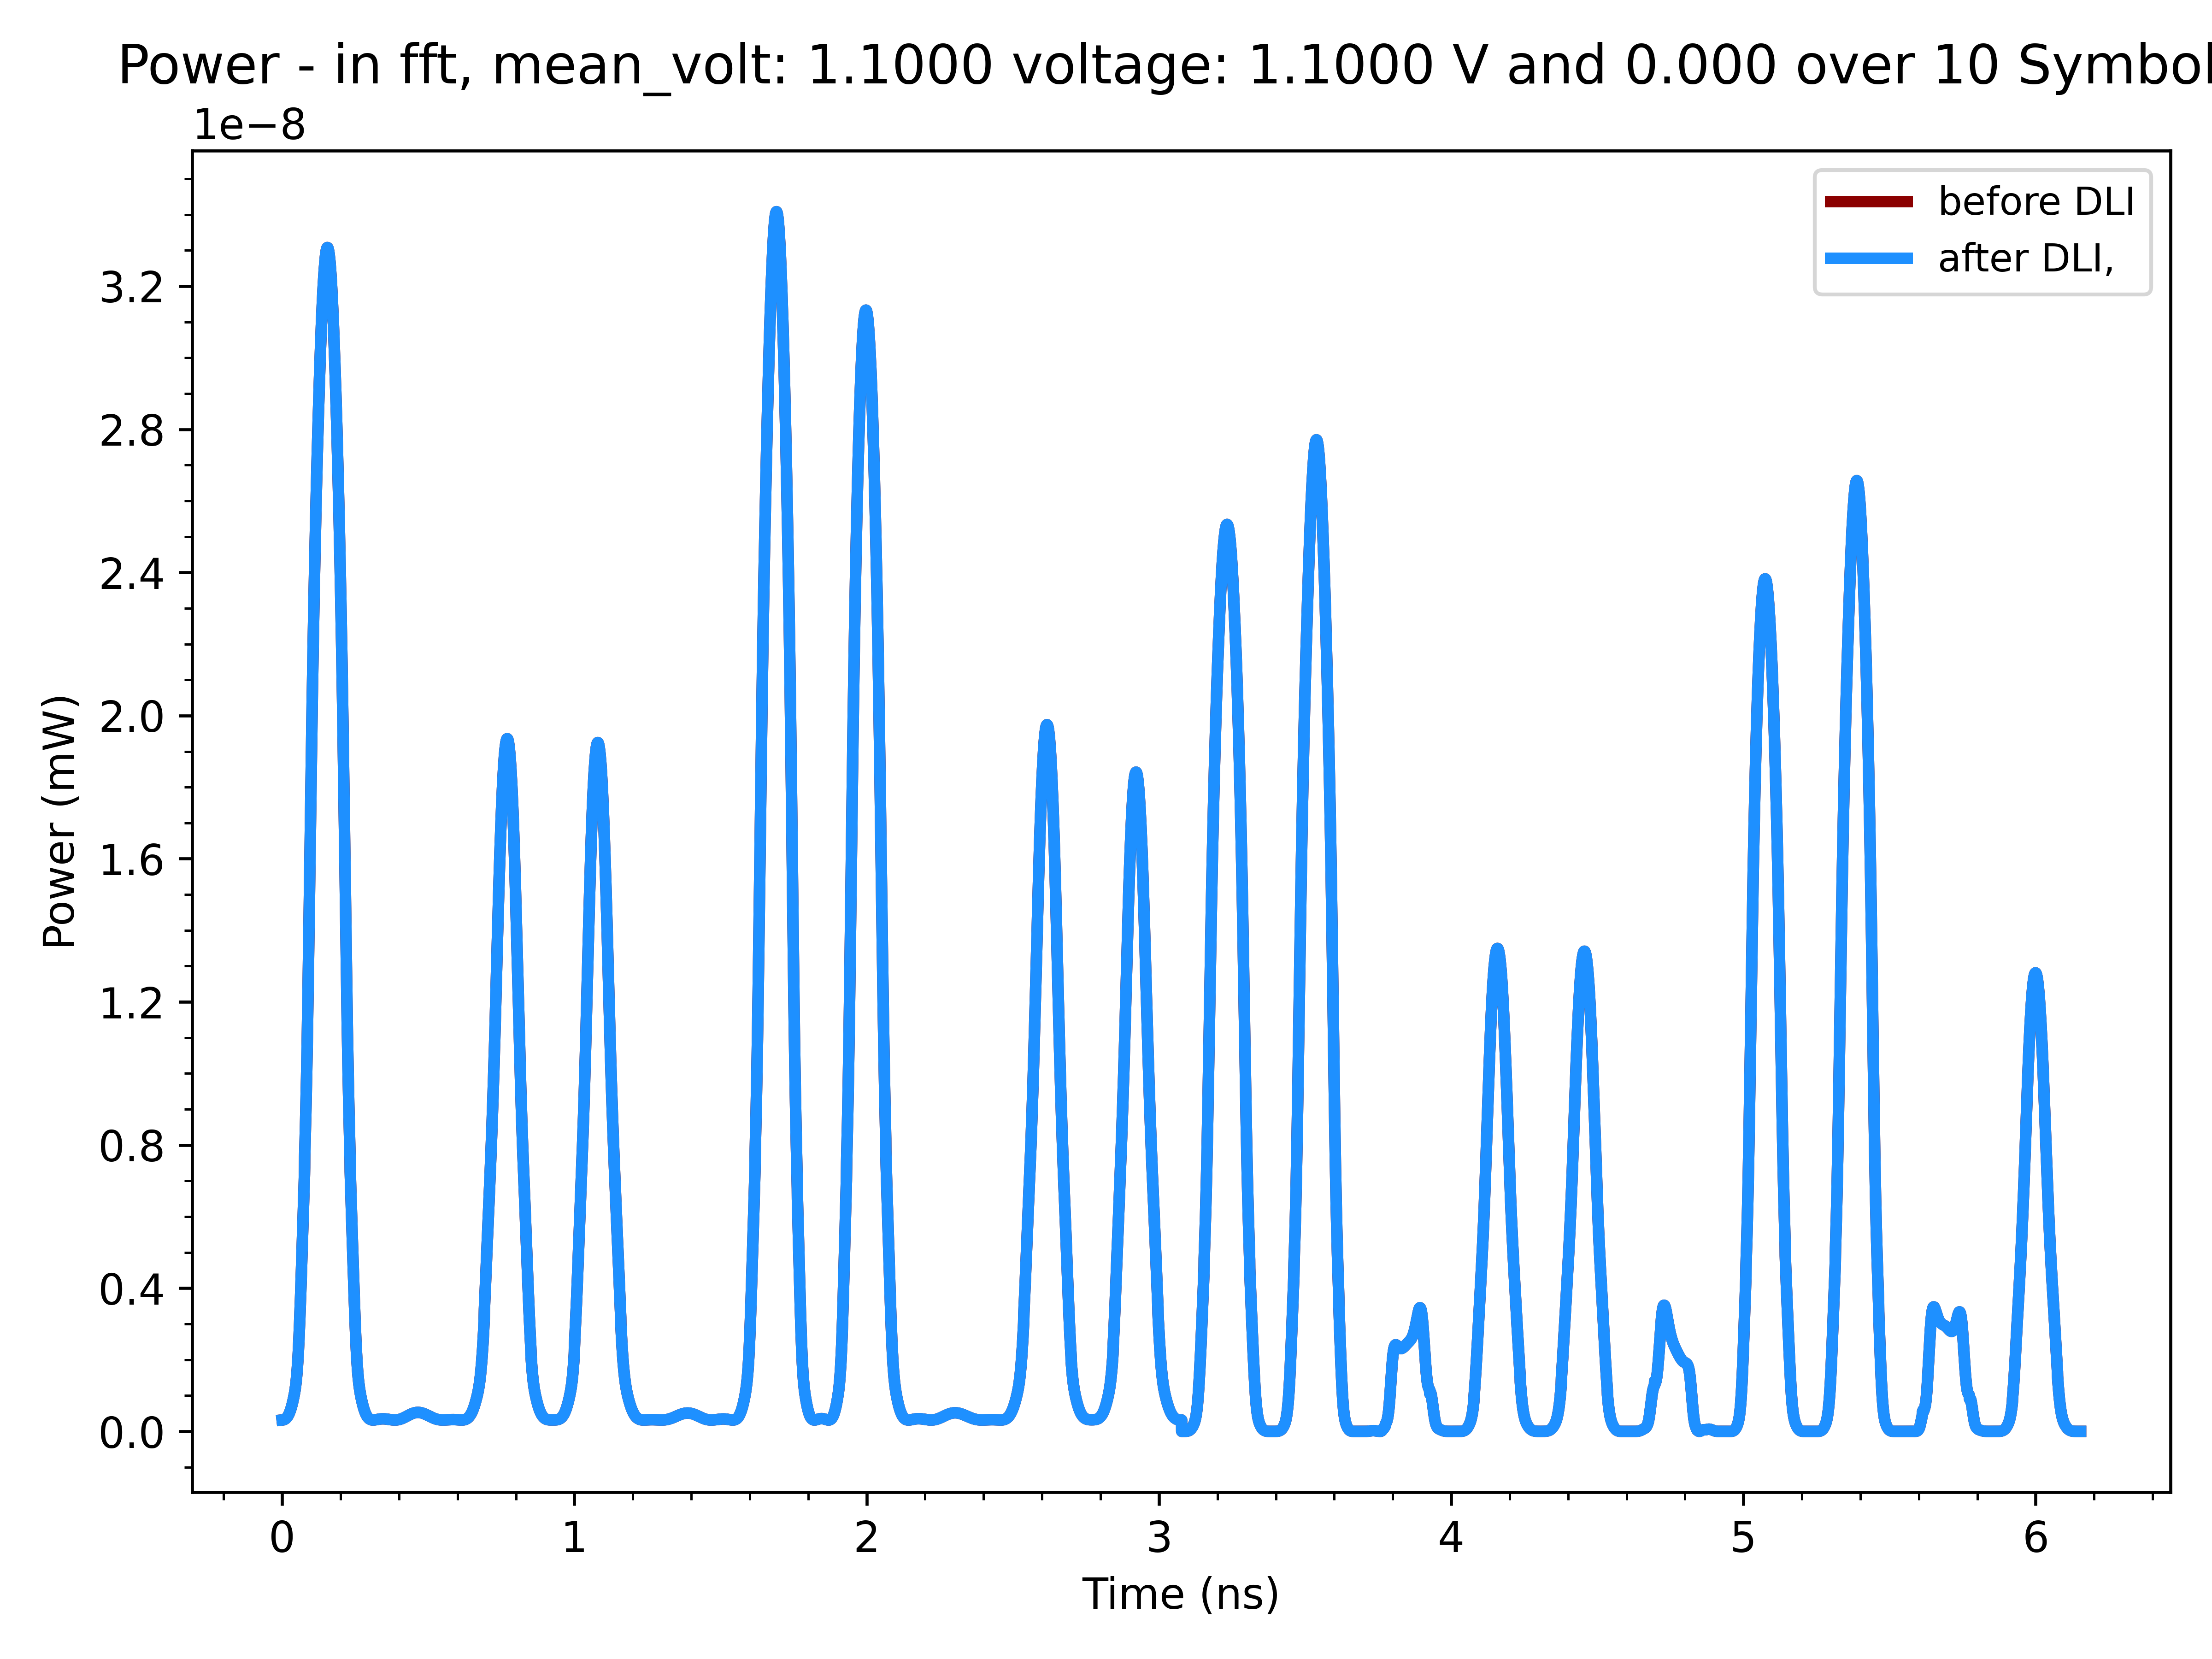 Power - in fft, mean_volt: 1.1000 voltage: 1.1000 V and 0.000 over 10 Symbol
1e−8
before DLI
after DLI,
3.2
2.8
2.4
2.0
1.6
1.2
0.8
0.4
0.0
Power (mW)
0 1 2 3 4 5 6
Time (ns)